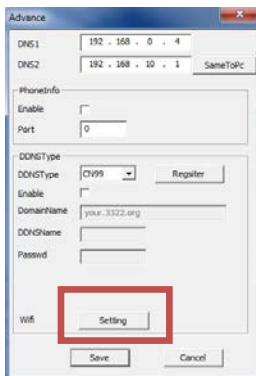 Advance
DNS1 192 . 168 . 0 . 4
DNS2 192 . 168 . 10 . 1 SameToPc
PhoneInfo
Enable
Port 0
DDNSType
DDNSType CN99 Regsiter
Enable
DomainName your.3322.org
DDNSName
Passwd
Wifi Setting
Save Cancel